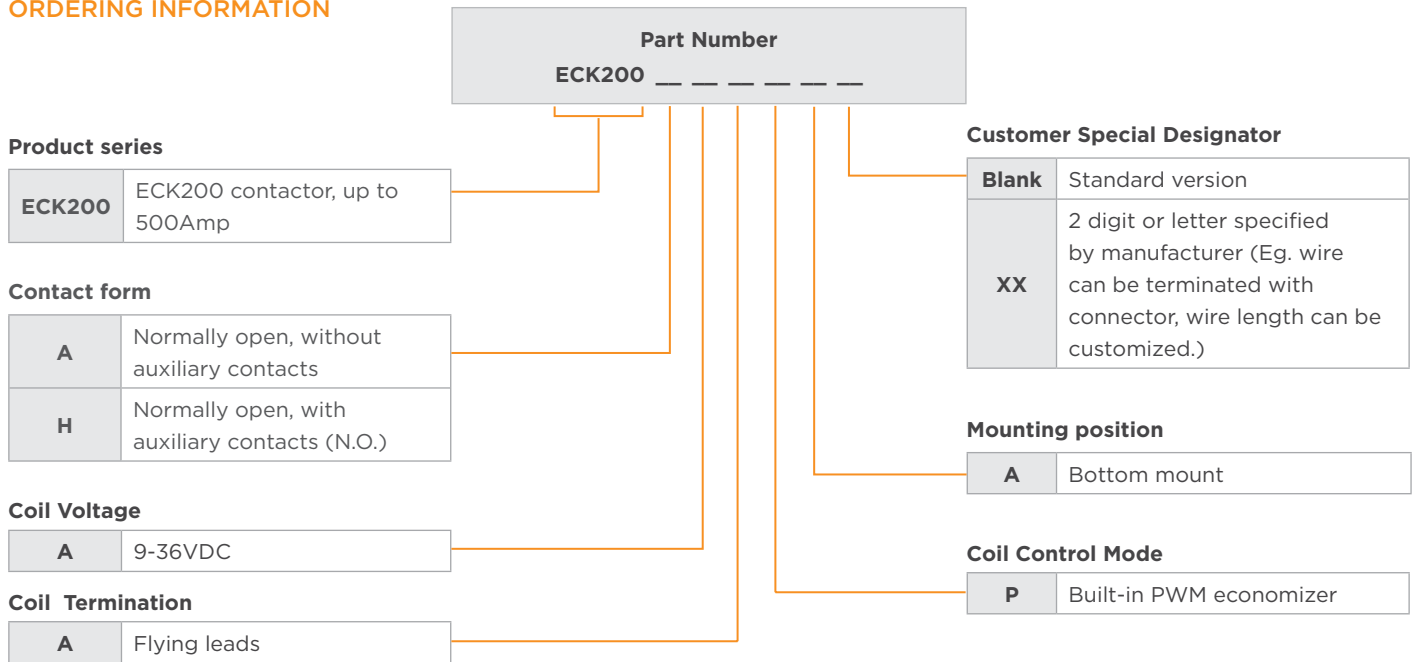 ORDERING INFORMATION
Part Number
ECK200 __ __ __ __ __ __
Product series
ECK200
ECK200 contactor, up to
500Amp
Contact form
A
Normally open, without
auxiliary contacts
H
Normally open, with
auxiliary contacts (N.O.)
Coil Voltage
A
9-36VDC
Coil Termination
A
Flying leads
Customer Special Designator
Blank
Standard version
XX
2 digit or letter specified
by manufacturer (Eg. wire
can be terminated with
connector, wire length can be
customized.)
Mounting position
A
Bottom mount
Coil Control Mode
P
Built-in PWM economizer